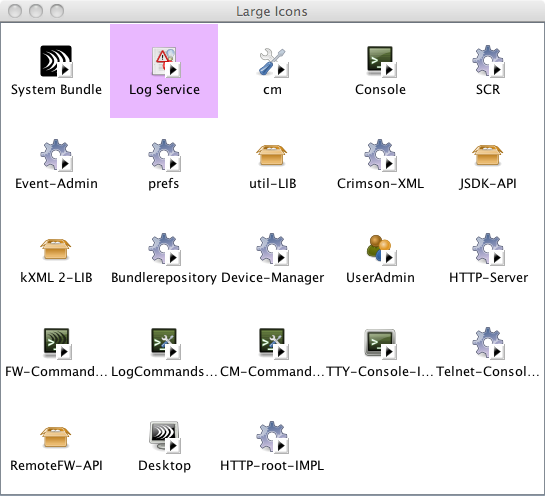 Large Icons
System Bundle
Log Service
cm
Console
SCR
Event-Admin
prefs
util-LIB
Crimson-XML
JSDK-API
kXML 2-LIB
Bundlerepository
Device-Manager
UserAdmin
HTTP-Server
FW-Command...
LogCommands...
CM-Command...
TTY-Console-I...
Telnet-Consol...
RemoteFW-API
Desktop
HTTP-root-IMPL